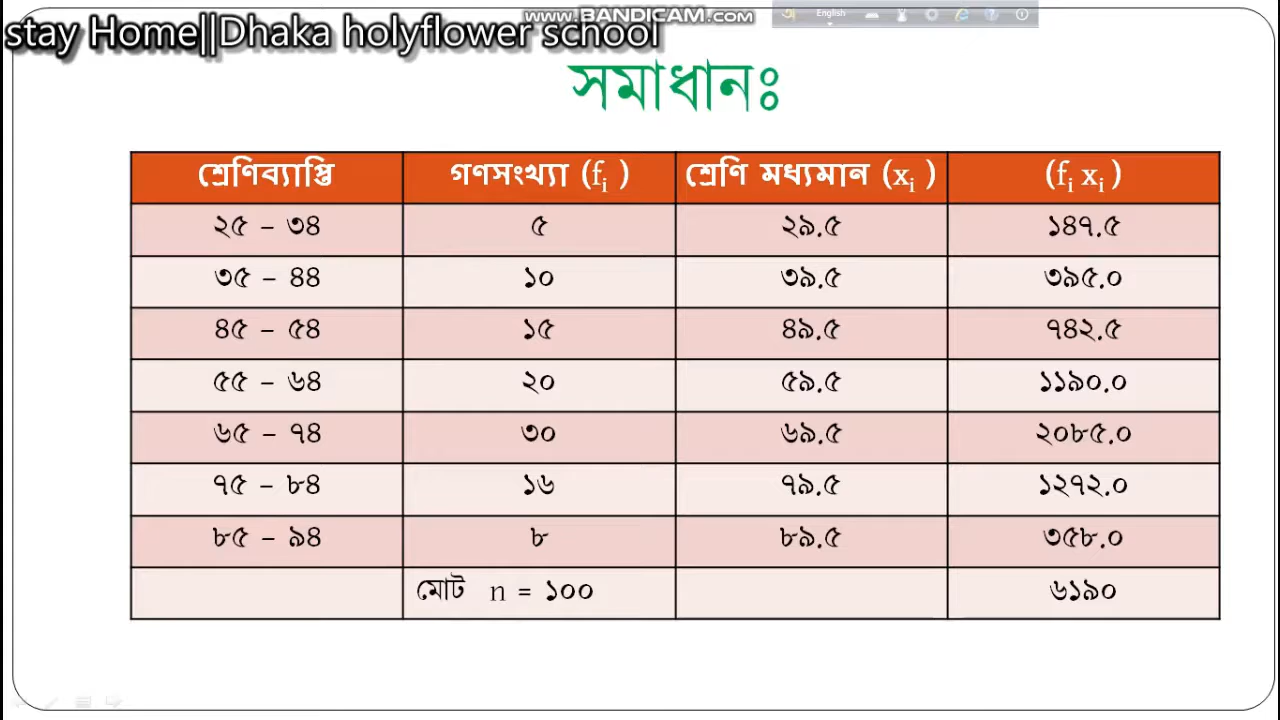 www.BANDICAM.com
English
stay Home||Dhaka holyflower school
সমাধানঃ
শ্রেণিব্যাপ্তি গণসংখ্যা (fi ) শ্রেণি মধ্যমান (xi ) (fi xi )
২৫ – ৩৪ ৫ ২৯.৫ ১৪৭.৫
৩৫ – ৪৪ ১০ ৩৯.৫ ৩৯৫.০
৪৫ – ৫৪ ১৫ ৪৯.৫ ৭৪২.৫
৫৫ – ৬৪ ২০ ৫৯.৫ ১১৯০.০
৬৫ – ৭৪ ৩০ ৬৯.৫ ২০৮৫.০
৭৫ – ৮৪ ১৬ ৭৯.৫ ১২৭২.০
৮৫ – ৯৪ ৮ ৮৯.৫ ৩৫৮.০
মোট n = ১০০ ৬১৯০